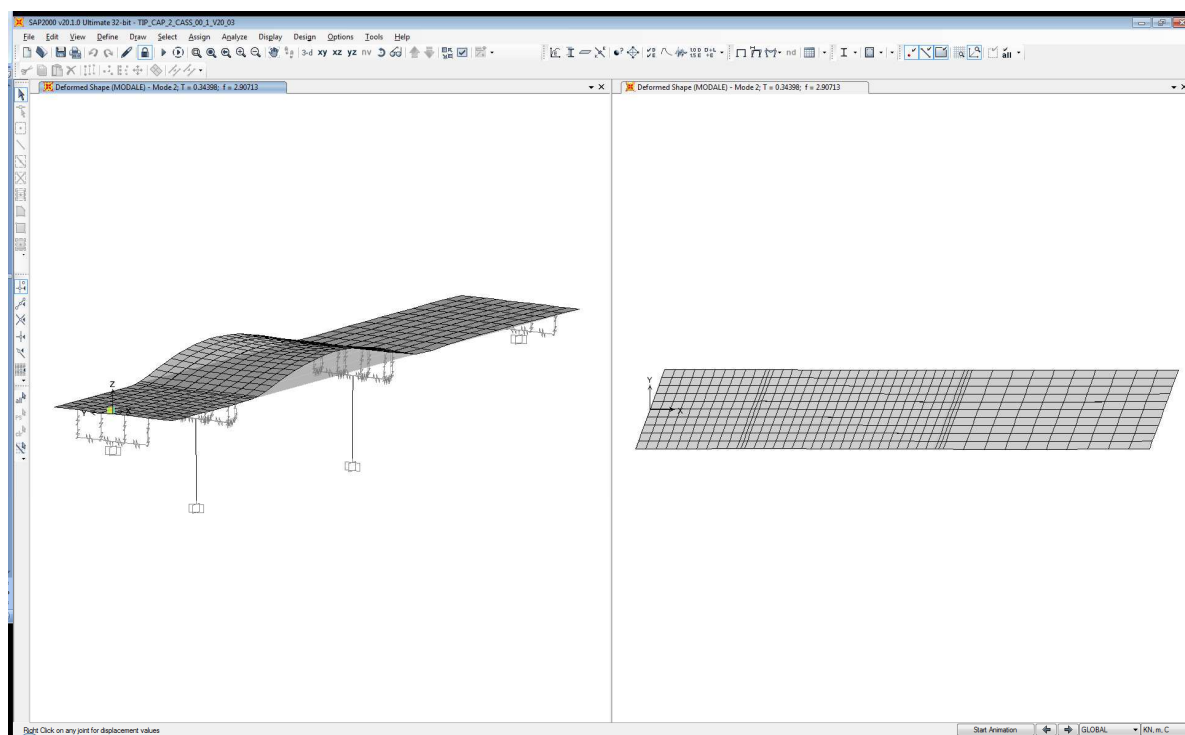 SAP2000 v20.1.0 Ultimate 32-bit - TIP_CAP_2_CASS_00_1_V20_03
File Edit View Define Draw Select Assign Analyze Display Design Options Tools Help
3-d xy xz yz nv
nd
all
Deformed Shape (MODALE) - Mode 2; T = 0.34398; f = 2.90713
Deformed Shape (MODALE) - Mode 2; T = 0.34398; f = 2.90713
Z
Y
X
Right Click on any joint for displacement values
Start Animation
GLOBAL
KN, m, C